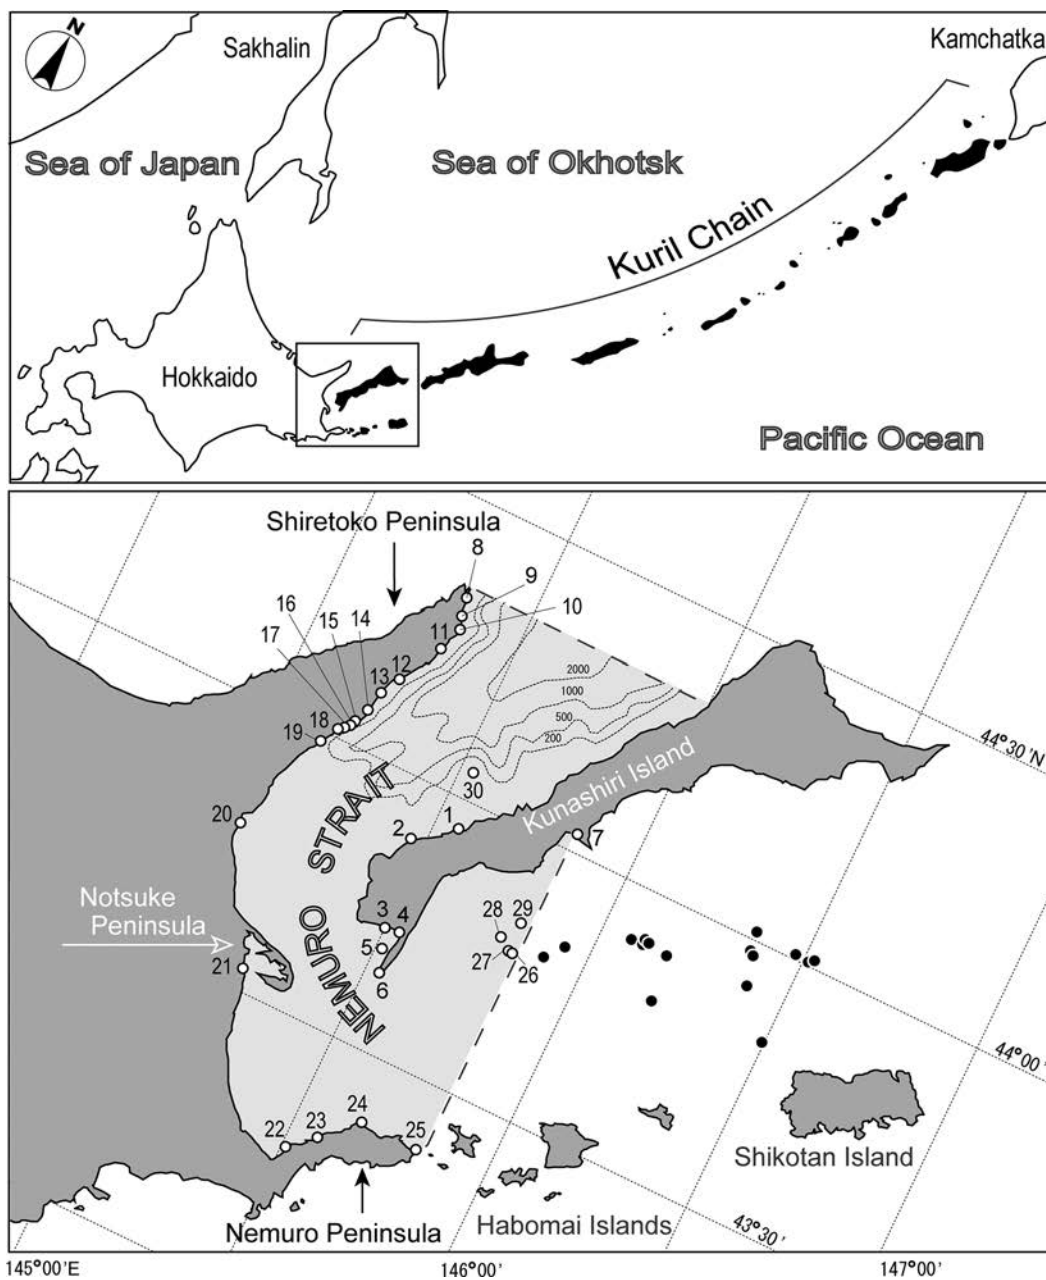 N
Sakhalin
Kamchatka
Sea of Japan
Sea of Okhotsk
Kuril Chain
Hokkaido
Pacific Ocean
Shiretoko Peninsula
8
9
10
16
15
14
11
17
12
13
2000
1000
500
200
19
18
44°30'N
Kunashiri Island
30
20
STRAIT
2
1
7
Notsuke
Peninsula
3
4
28
29
5
27
26
21
6
NEMURO
44°00'
24
23
22
25
Shikotan Island
Nemuro Peninsula
Habomai Islands
43°30'
145°00'E
146°00'
147°00'